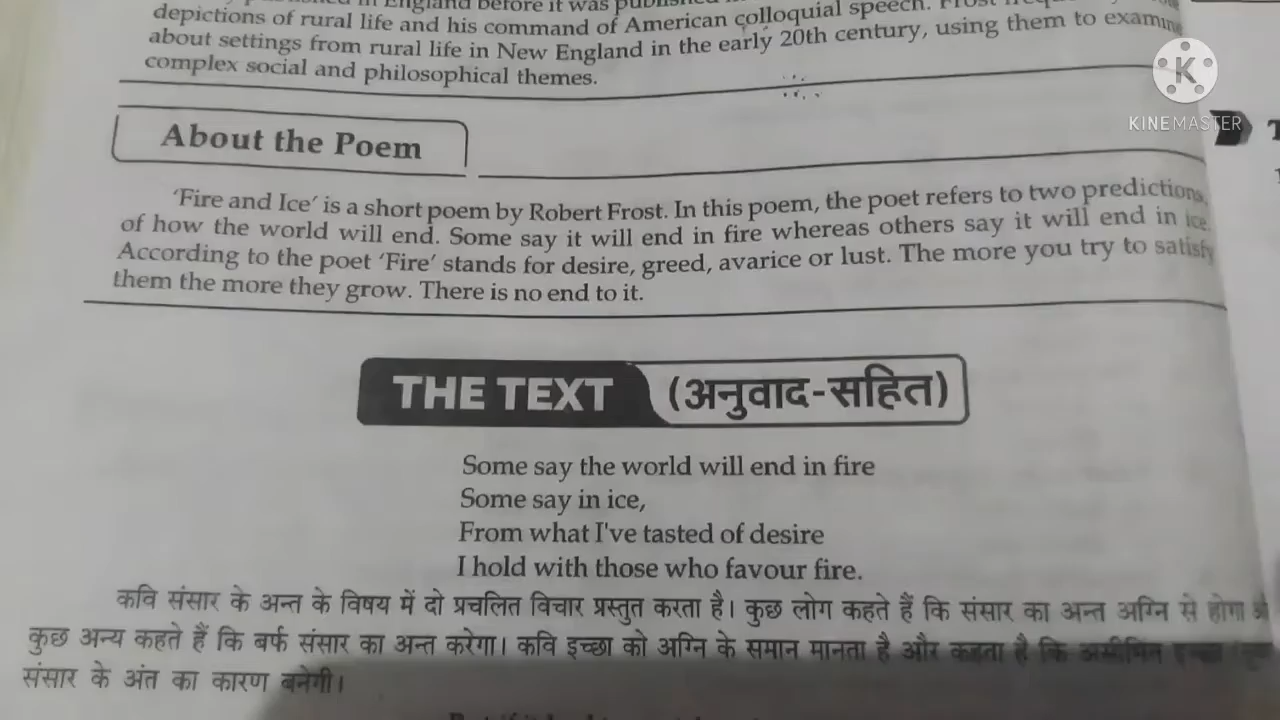 England before it was
depictions of rural life and his command of American colloquial speech.
about settings from rural life in New England in the early 20th century, using them to examine
complex social and philosophical themes.
KINEMASTER
About the Poem
'Fire and Ice' is a short poem by Robert Frost. In this poem, the poet refers to two predictions,
of how the world will end. Some say it will end in fire whereas others say it will end in ice.
According to the poet 'Fire' stands for desire, greed, avarice or lust. The more you try to satisfy
them the more they grow. There is no end to it.
THE TEXT (अनुवाद-सहित)
Some say the world will end in fire
Some say in ice,
From what I've tasted of desire
I hold with those who favour fire.
कवि संसार के अन्त के विषय में दो प्रचलित विचार प्रस्तुत करता है। कुछ लोग कहते हैं कि संसार का अन्त अग्नि से होगा
कुछ अन्य कहते हैं कि बर्फ संसार का अन्त करेगा। कवि इच्छा को अग्नि के समान मानता है और कहता है कि असीमित इच्छा
संसार के अंत का कारण बनेगी।